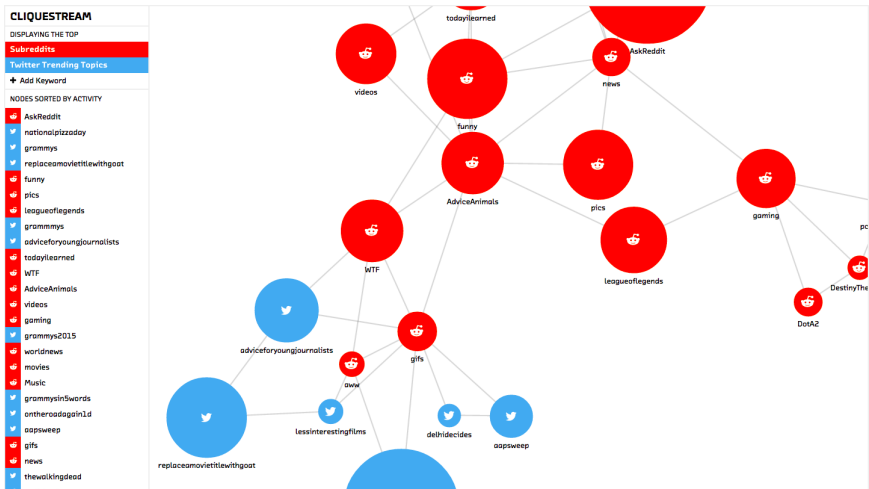 CLIQUESTREAM
DISPLAYING THE TOP
Subreddits
Twitter Trending Topics
+ Add Keyword
NODES SORTED BY ACTIVITY
AskReddit
nationalpizzaday
grammys
replaceamovietitlewithgoat
funny
pics
leagueoflegends
grammmys
adviceforyoungjournalists
todayilearned
WTF
AdviceAnimals
videos
gaming
grammys2015
worldnews
movies
Music
grammysin5words
ontheroadagain1d
aapsweep
gifs
news
thewalkingdead
todayilearned
AskReddit
videos
news
funny
AdviceAnimals
pics
gaming
pc
WTF
leagueoflegends
DestinyThe
DotA2
adviceforyoungjournalists
gifs
aww
lessinterestingfilms
delhidecides
aapsweep
replaceamovietitlewithgoat